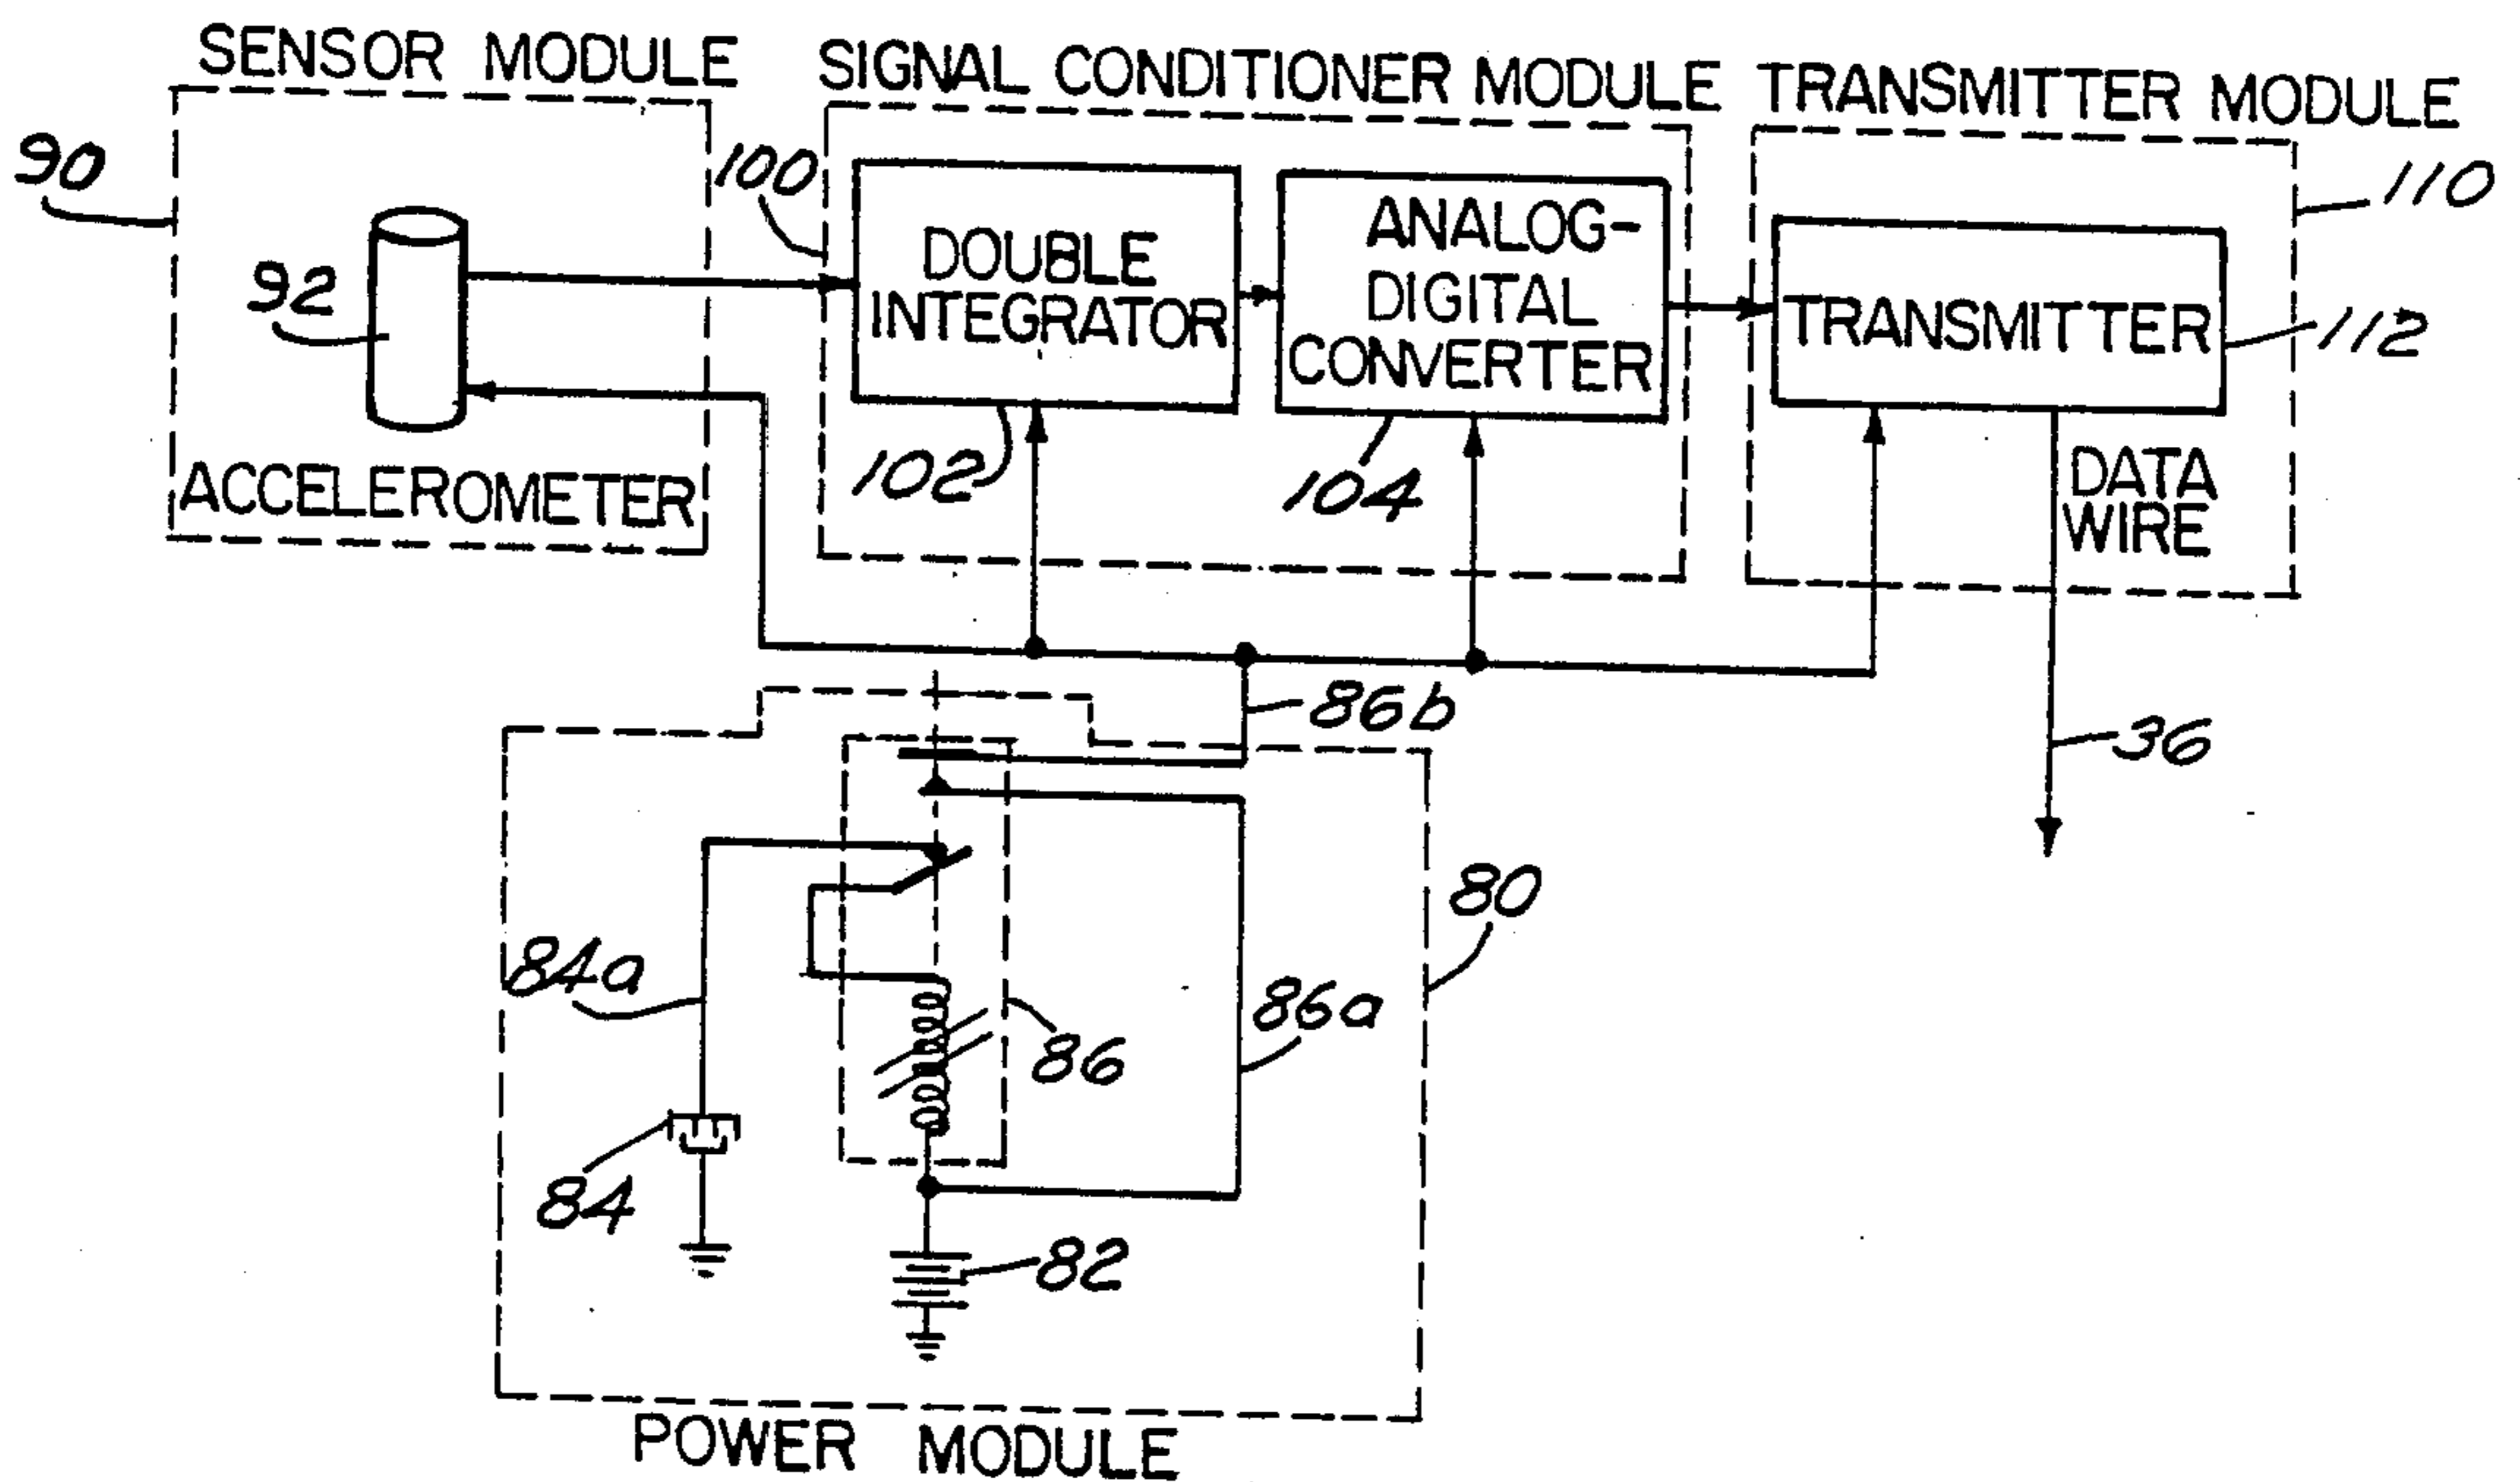 SENSOR MODULE
SIGNAL CONDITIONER MODULE
TRANSMITTER MODULE
90
100
110
92
DOUBLE
INTEGRATOR
ANALOG-
DIGITAL
CONVERTER
TRANSMITTER
112
ACCELEROMETER
102
104
DATA
WIRE
86b
36
80
84a
86a
86
84
82
POWER MODULE